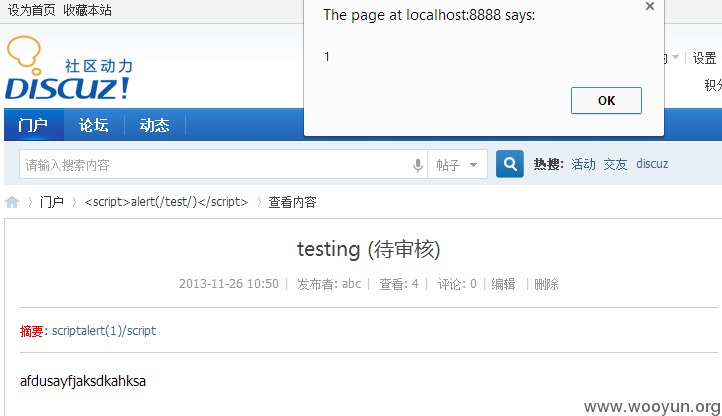 设为首页 收藏本站
The page at localhost:8888 says:
1
OK
社区动力
DISCUZ!
设置
积分
门户 论坛 动态
请输入搜索内容 帖子 热搜: 活动 交友 discuz
门户 <script>alert(/test/)</script> 查看内容
testing (待审核)
2013-11-26 10:50 | 发布者: abc | 查看: 4 | 评论: 0 | 编辑 | 删除
摘要: scriptalert(1)/script
afdusayfjaksdkahksa
www.wooyun.org